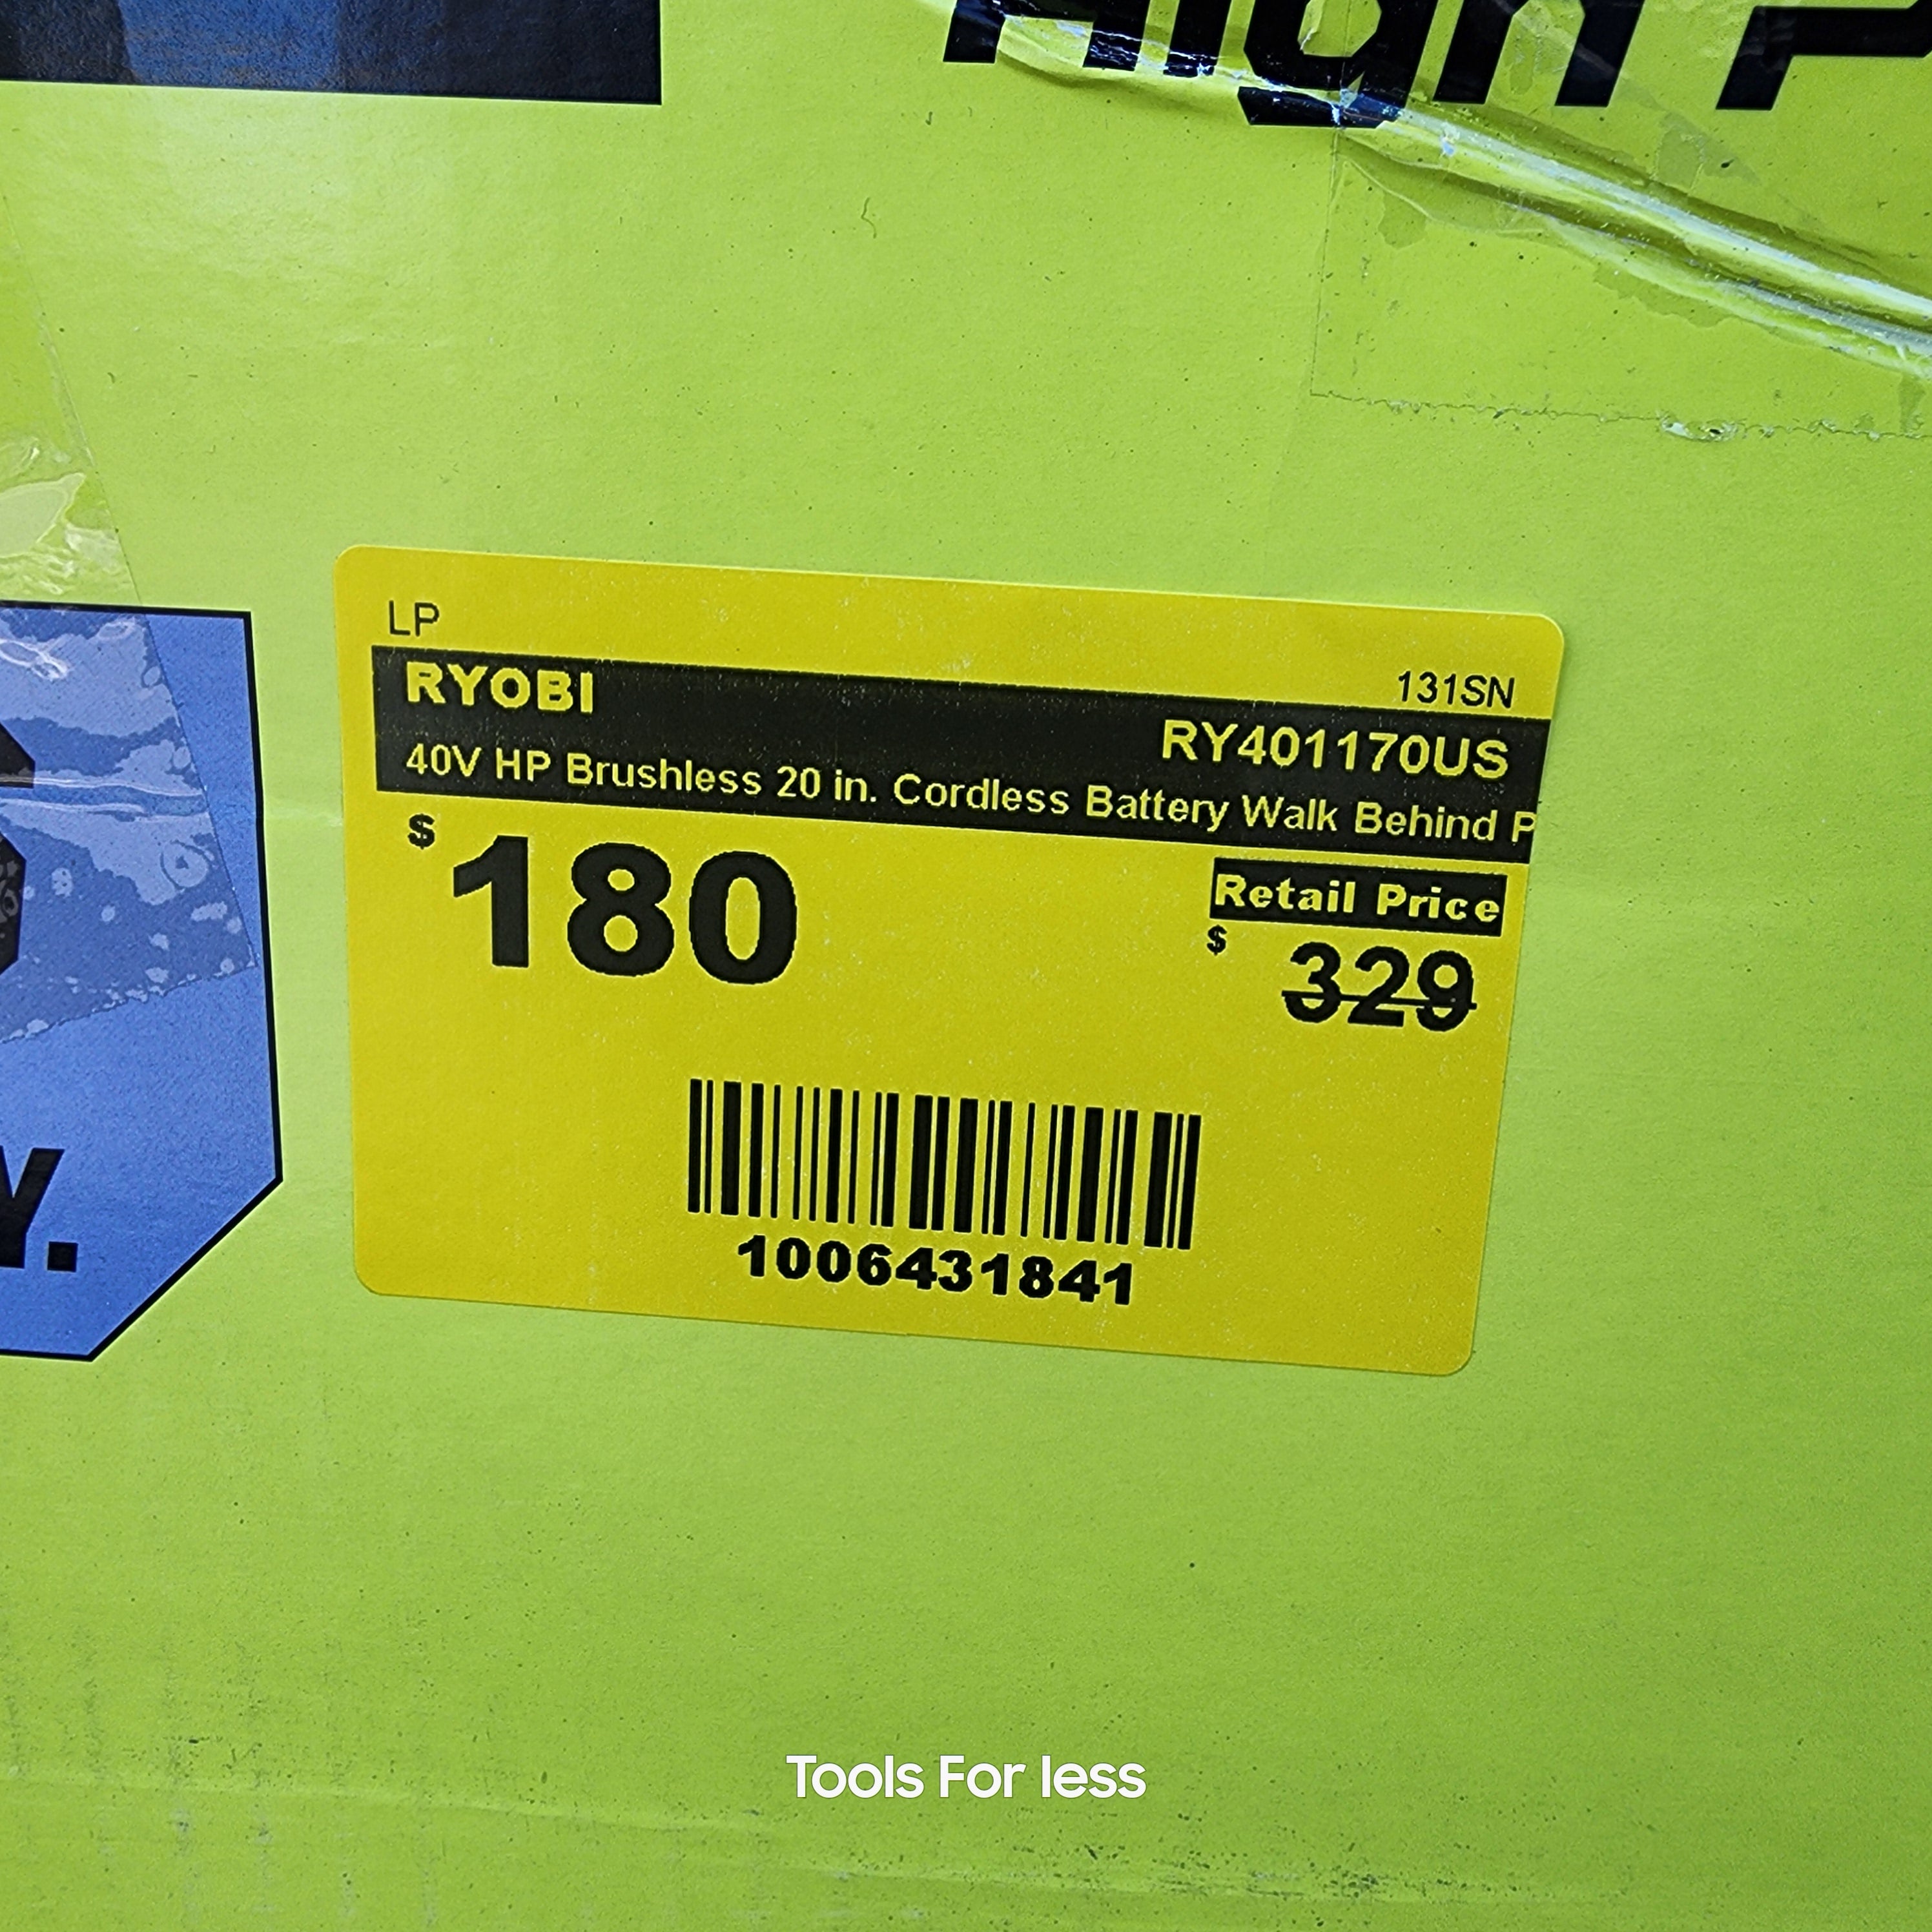 High P
Y.
LP
131SN
RYOBI
RY401170US
40V HP Brushless 20 in. Cordless Battery Walk Behind P
$180
Retail Price
$329
1006431841
Tools For less